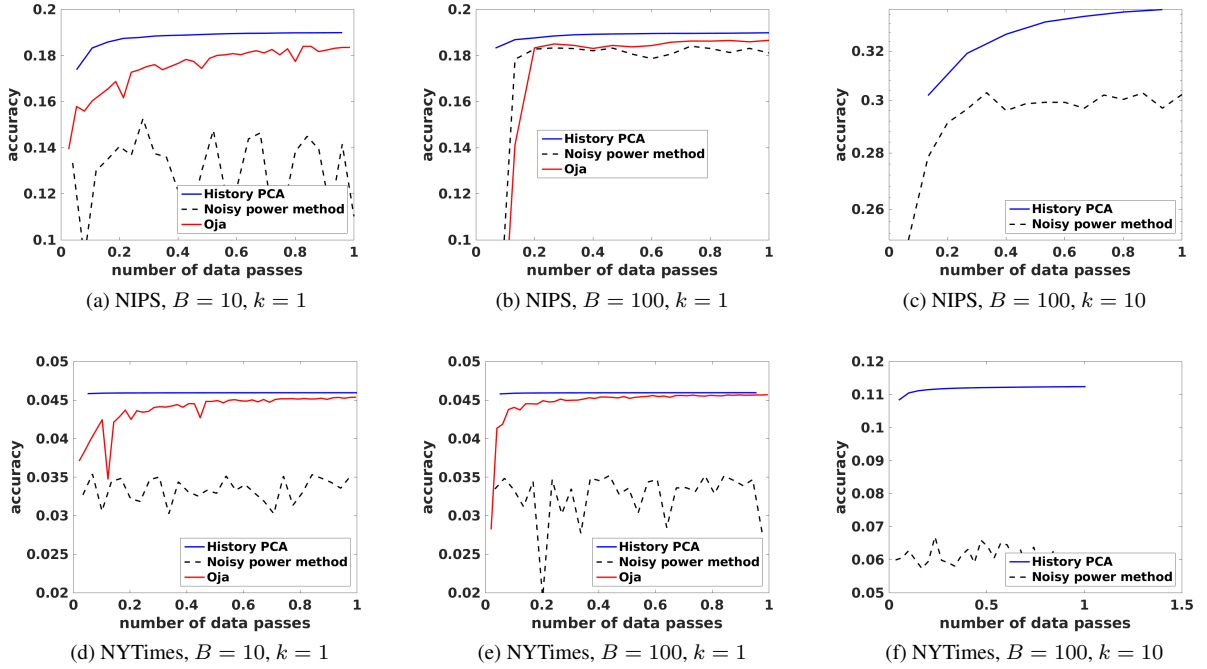 0.2
0.18
0.16
0.14
0.12
0.1
accuracy
0 0.2 0.4 0.6 0.8 1
number of data passes
History PCA
Noisy power method
Oja
(a) NIPS, B = 10, k = 1
0.2
0.18
0.16
0.14
0.12
0.1
accuracy
0 0.2 0.4 0.6 0.8 1
number of data passes
History PCA
Noisy power method
Oja
(b) NIPS, B = 100, k = 1
0.32
0.3
0.28
0.26
accuracy
0 0.2 0.4 0.6 0.8 1
number of data passes
History PCA
Noisy power method
(c) NIPS, B = 100, k = 10
0.05
0.045
0.04
0.035
0.03
0.025
0.02
accuracy
0 0.2 0.4 0.6 0.8 1
number of data passes
History PCA
Noisy power method
Oja
(d) NYTimes, B = 10, k = 1
0.05
0.045
0.04
0.035
0.03
0.025
0.02
accuracy
0 0.2 0.4 0.6 0.8 1
number of data passes
History PCA
Noisy power method
Oja
(e) NYTimes, B = 100, k = 1
0.12
0.11
0.1
0.09
0.08
0.07
0.06
0.05
accuracy
0 0.5 1 1.5
number of data passes
History PCA
Noisy power method
(f) NYTimes, B = 100, k = 10